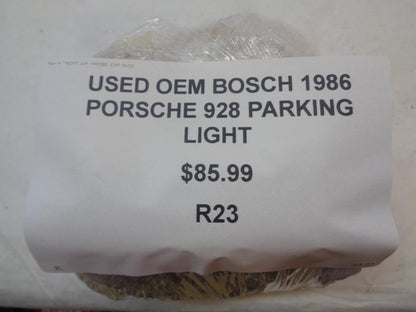 USED OEM BOSCH 1986
PORSCHE 928 PARKING
LIGHT
$85.99
R23